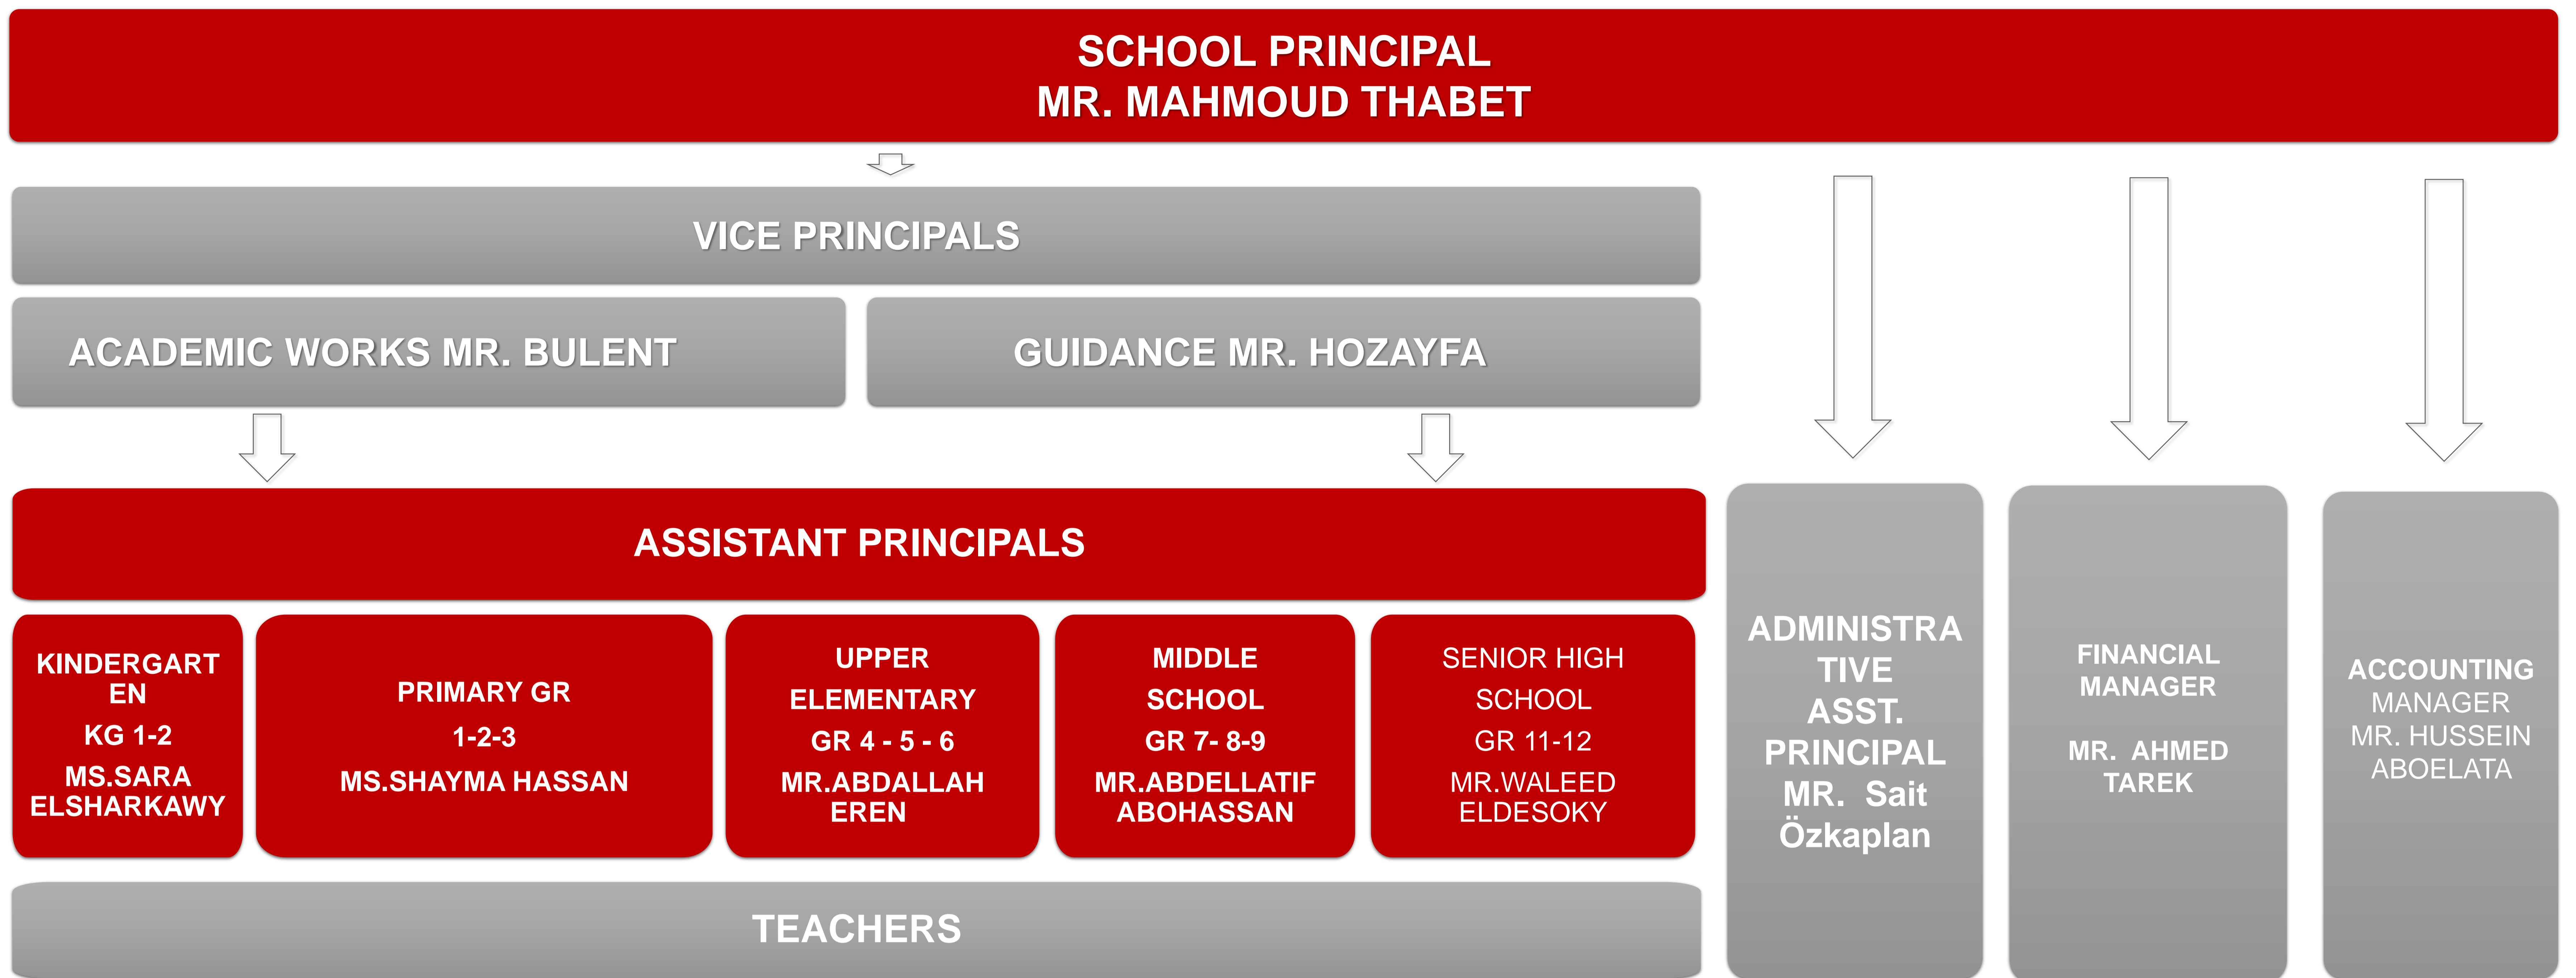 SCHOOL PRINCIPAL
MR. MAHMOUD THABET
VICE PRINCIPALS
ACADEMIC WORKS MR. BULENT
GUIDANCE MR. HOZAYFA
ASSISTANT PRINCIPALS
KINDERGART
EN
KG 1-2
MS.SARA
ELSHARKAWY
PRIMARY GR
1-2-3
MS.SHAYMA HASSAN
UPPER
ELEMENTARY
GR 4 - 5 - 6
MR.ABDALLAH
EREN
MIDDLE
SCHOOL
GR 7- 8-9
MR.ABDELLATIF
ABOHASSAN
SENIOR HIGH
SCHOOL
GR 11-12
MR.WALEED
ELDESOKY
TEACHERS
ADMINISTRA
TIVE
ASST.
PRINCIPAL
MR.  Sait
Özkaplan
FINANCIAL
MANAGER
MR.  AHMED
TAREK
ACCOUNTING
MANAGER
MR. HUSSEIN
ABOELATA